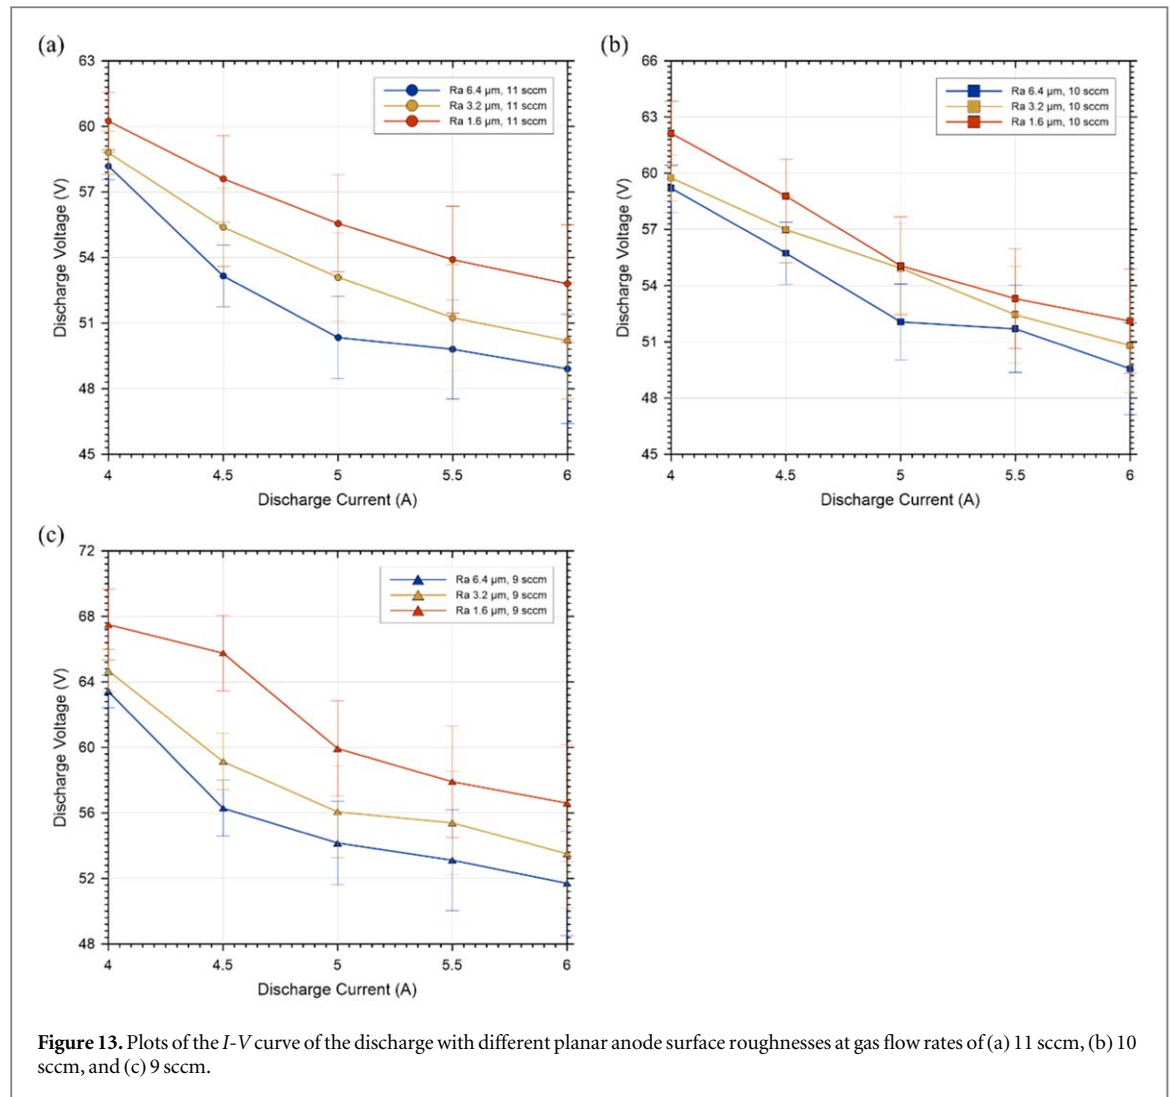 (a)
63
60
57
54
51
48
45
Discharge Voltage (V)
Ra 6.4 µm, 11 sccm
Ra 3.2 µm, 11 sccm
Ra 1.6 µm, 11 sccm
4 4.5 5 5.5 6
Discharge Current (A)
(b)
66
63
60
57
54
51
48
45
Discharge Voltage (V)
Ra 6.4 µm, 10 sccm
Ra 3.2 µm, 10 sccm
Ra 1.6 µm, 10 sccm
4 4.5 5 5.5 6
Discharge Current (A)
(c)
72
68
64
60
56
52
48
Discharge Voltage (V)
Ra 6.4 µm, 9 sccm
Ra 3.2 µm, 9 sccm
Ra 1.6 µm, 9 sccm
4 4.5 5 5.5 6
Discharge Current (A)
Figure 13. Plots of the I-V curve of the discharge with different planar anode surface roughnesses at gas flow rates of (a) 11 sccm, (b) 10
sccm, and (c) 9 sccm.